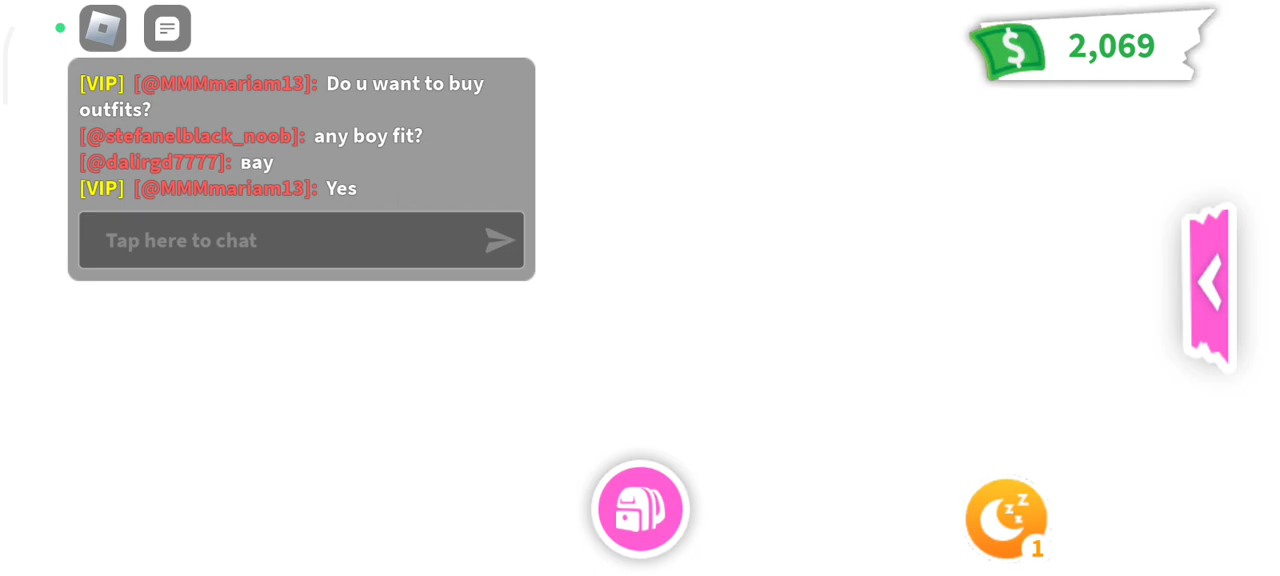 2,069
[VIP] [@MMMmariam13]: Do u want to buy
outfits?
[@stefanelblack_noob]: any boy fit?
[@dalirgd7777]: вау
[VIP] [@MMMmariam13]: Yes
Tap here to chat
z z z
1